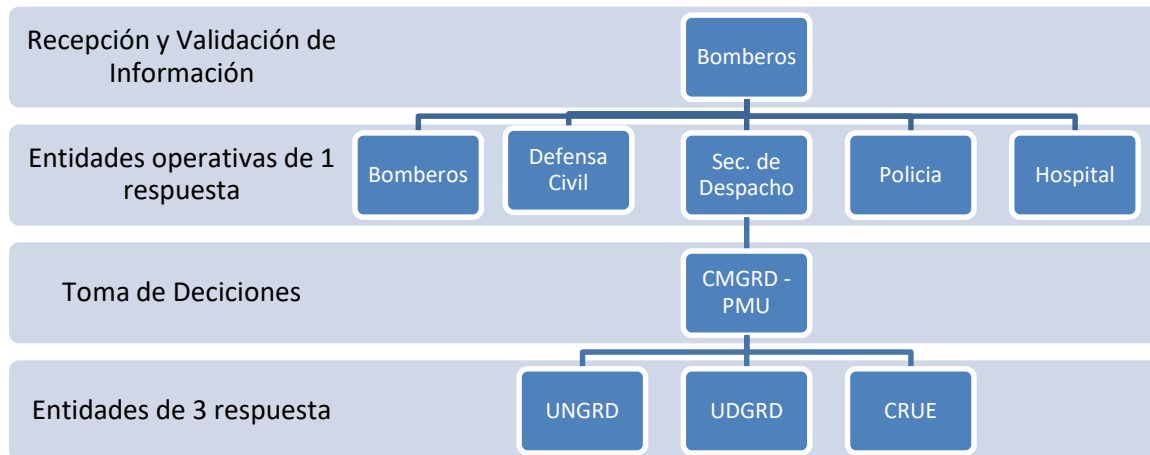 Recepción y Validación de
Información
Bomberos
Entidades operativas de 1
respuesta
Bomberos
Defensa
Civil
Sec. de
Despacho
Policia
Hospital
Toma de Deciciones
CMGRD -
PMU
Entidades de 3 respuesta
UNGRD
UDGRD
CRUE